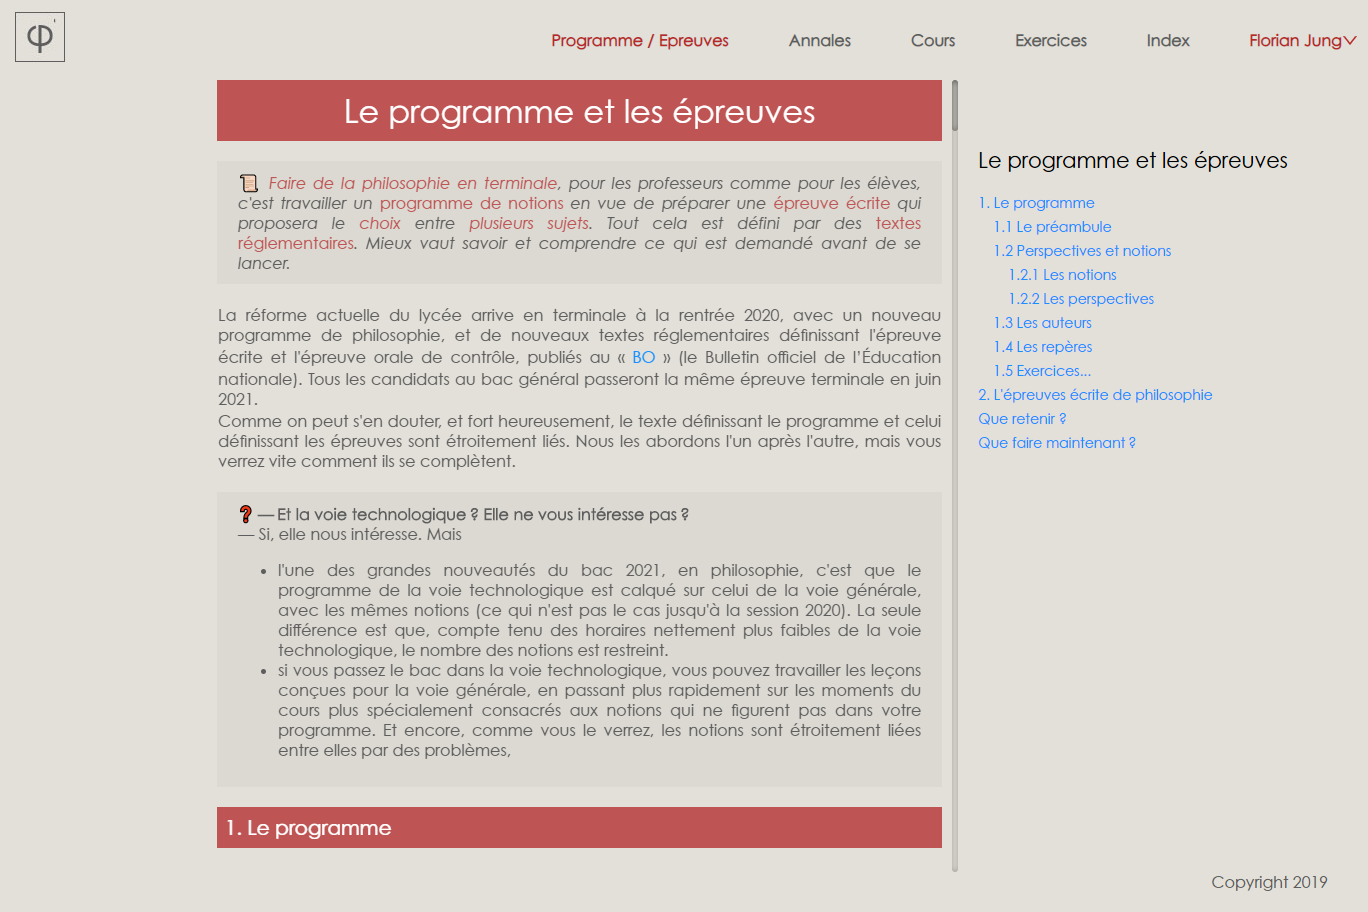 φ'
Programme / Epreuves
Annales
Cours
Exercices
Index
Florian Jung
Le programme et les épreuves
Faire de la philosophie en terminale, pour les professeurs comme pour les élèves,
c'est travailler un programme de notions en vue de préparer une épreuve écrite qui
proposera le choix entre plusieurs sujets. Tout cela est défini par des textes
réglementaires. Mieux vaut savoir et comprendre ce qui est demandé avant de se
lancer.
La réforme actuelle du lycée arrive en terminale à la rentrée 2020, avec un nouveau
programme de philosophie, et de nouveaux textes réglementaires définissant l'épreuve
écrite et l'épreuve orale de contrôle, publiés au « BO » (le Bulletin officiel de l'Éducation
nationale). Tous les candidats au bac général passeront la même épreuve terminale en juin
2021.
Comme on peut s'en douter, et fort heureusement, le texte définissant le programme et celui
définissant les épreuves sont étroitement liés. Nous les abordons l'un après l'autre, mais vous
verrez vite comment ils se complètent.
❓ — Et la voie technologique ? Elle ne vous intéresse pas ?
— Si, elle nous intéresse. Mais
• l'une des grandes nouveautés du bac 2021, en philosophie, c'est que le
programme de la voie technologique est calqué sur celui de la voie générale,
avec les mêmes notions (ce qui n'est pas le cas jusqu'à la session 2020). La seule
différence est que, compte tenu des horaires nettement plus faibles de la voie
technologique, le nombre des notions est restreint.
• si vous passez le bac dans la voie technologique, vous pouvez travailler les leçons
conçues pour la voie générale, en passant plus rapidement sur les moments du
cours plus spécialement consacrés aux notions qui ne figurent pas dans votre
programme. Et encore, comme vous le verrez, les notions sont étroitement liées
entre elles par des problèmes,
1. Le programme
Le programme et les épreuves
1. Le programme
1.1 Le préambule
1.2 Perspectives et notions
1.2.1 Les notions
1.2.2 Les perspectives
1.3 Les auteurs
1.4 Les repères
1.5 Exercices...
2. L'épreuves écrite de philosophie
Que retenir ?
Que faire maintenant ?
Copyright 2019